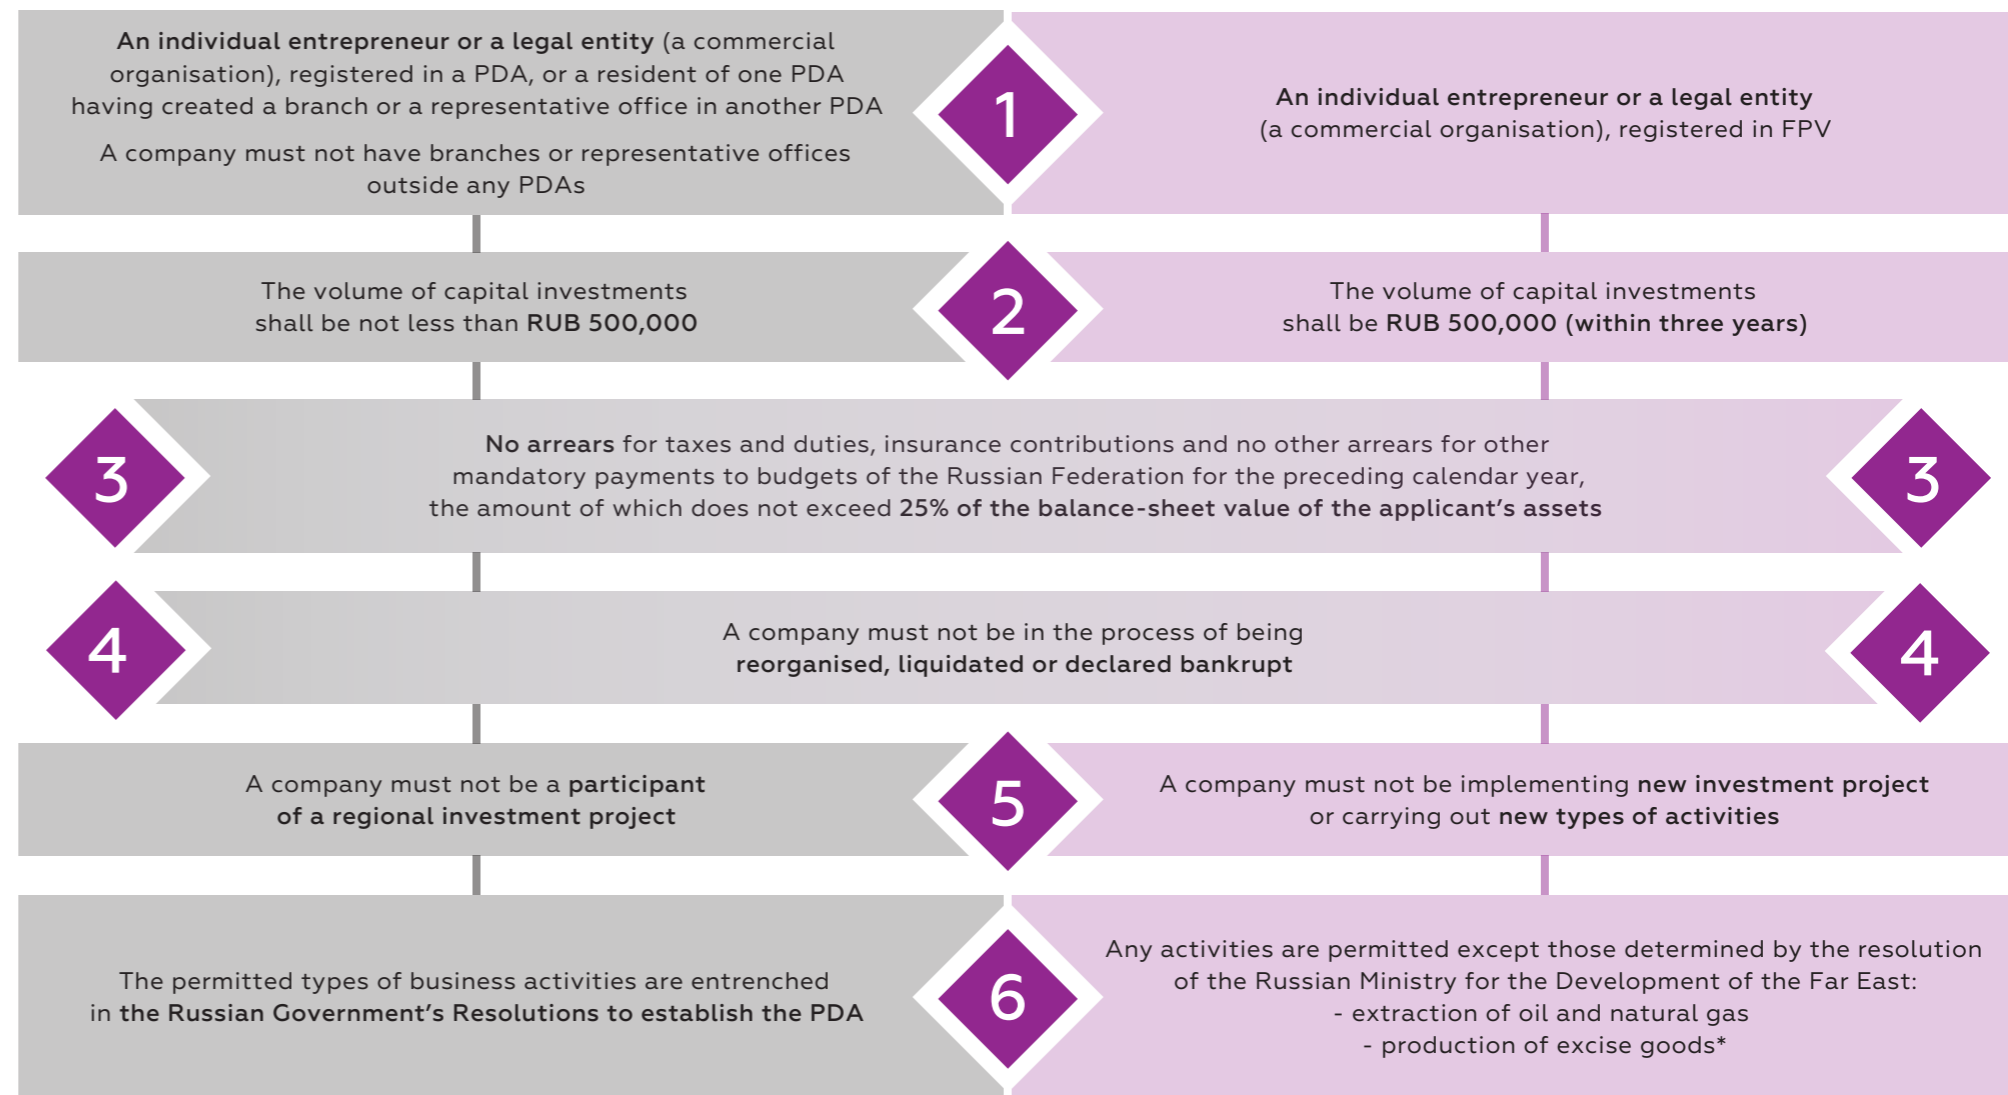 An individual entrepreneur or a legal entity (a commercial
organisation), registered in a PDA, or a resident of one PDA
having created a branch or a representative office in another PDA
A company must not have branches or representative offices
outside any PDAs
1
An individual entrepreneur or a legal entity
(a commercial organisation), registered in FPV
The volume of capital investments
shall be not less than RUB 500,000
2
The volume of capital investments
shall be RUB 500,000 (within three years)
3
No arrears for taxes and duties, insurance contributions and no other arrears for other
mandatory payments to budgets of the Russian Federation for the preceding calendar year,
the amount of which does not exceed 25% of the balance-sheet value of the applicant’s assets
3
4
A company must not be in the process of being
reorganised, liquidated or declared bankrupt
4
A company must not be a participant
of a regional investment project
5
A company must not be implementing new investment project
or carrying out new types of activities
The permitted types of business activities are entrenched
in the Russian Government’s Resolutions to establish the PDA
6
Any activities are permitted except those determined by the resolution
of the Russian Ministry for the Development of the Far East:
- extraction of oil and natural gas
- production of excise goods*